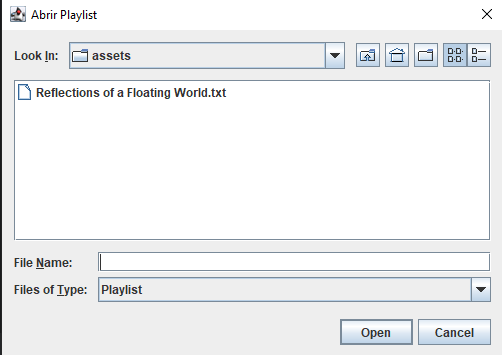 Abrir Playlist
Look In: assets
Reflections of a Floating World.txt
File Name:
Files of Type: Playlist
Open Cancel